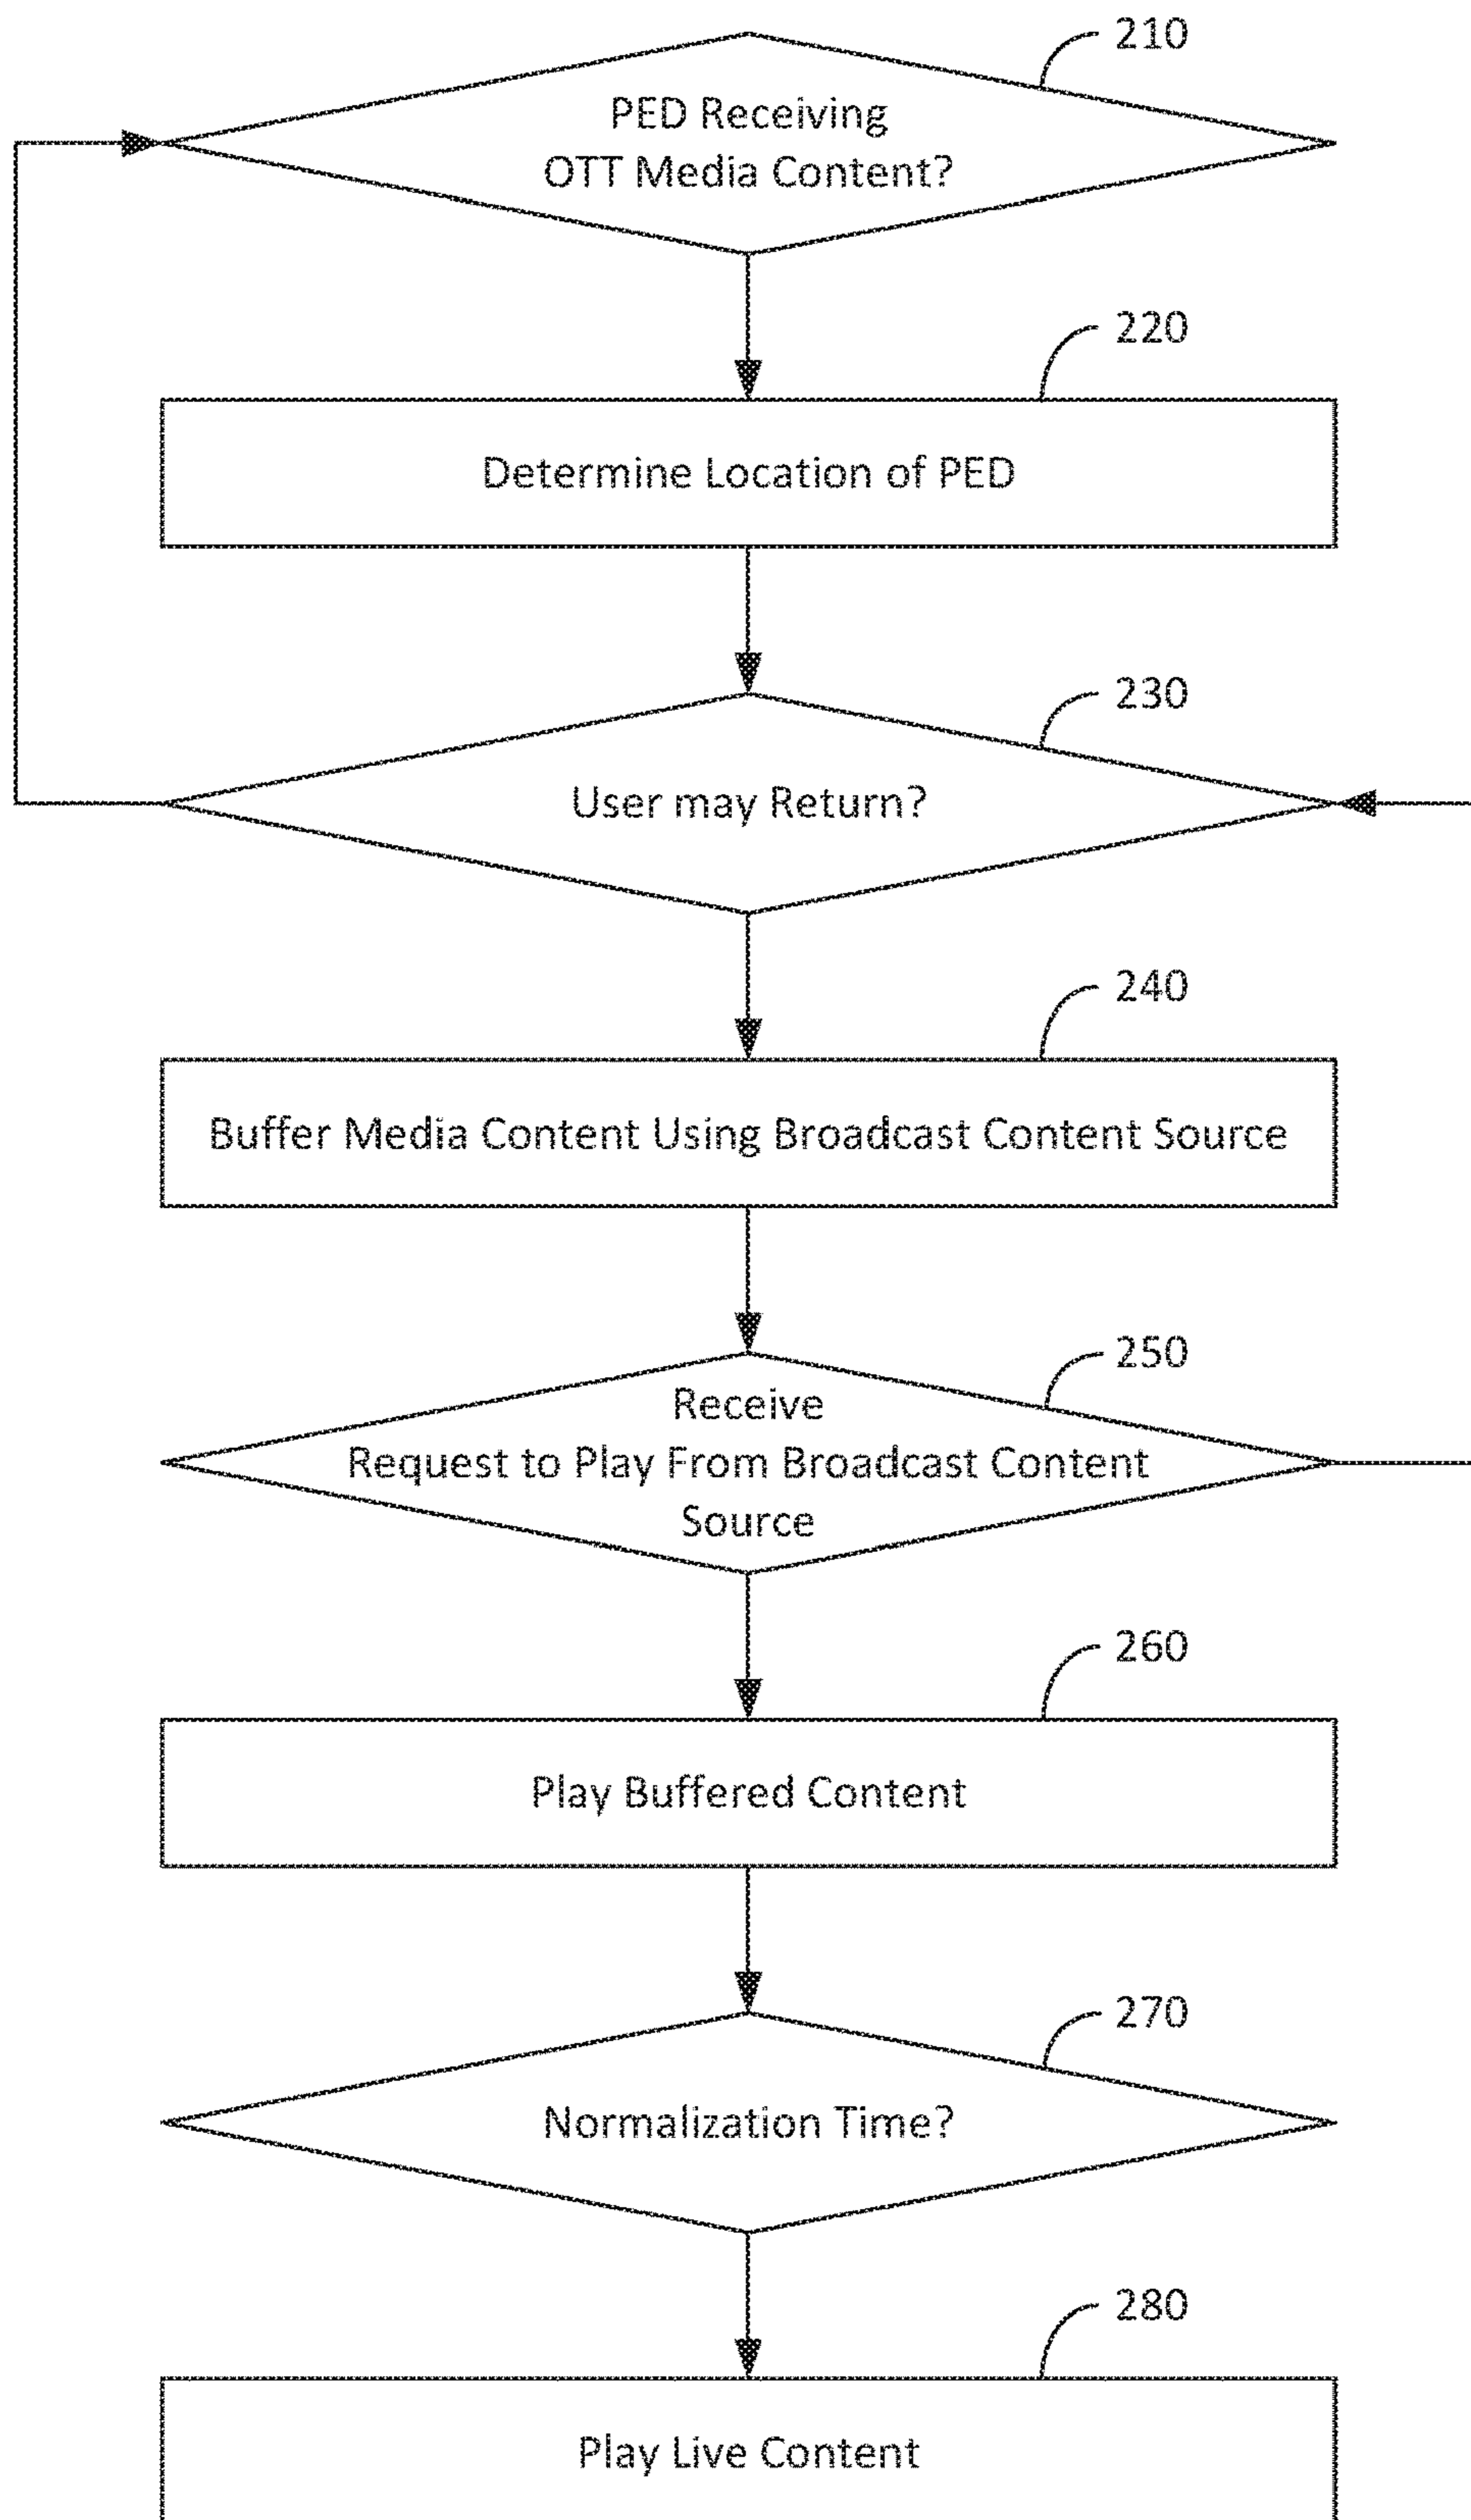 210
PED Receiving
OTT Media Content?
220
Determine Location of PED
230
User may Return?
240
Buffer Media Content Using Broadcast Content Source
250
Receive
Request to Play From Broadcast Content
Source
260
Play Buffered Content
270
Normalization Time?
280
Play Live Content